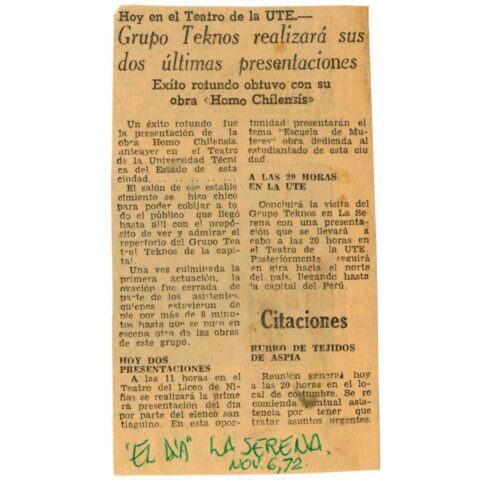 Hoy en el Teatro de la UTE.—
Grupo Teknos realizará sus
dos últimas presentaciones
Exito rotundo obtuvo con su
obra «Homo Chilensis»
Un éxito rotundo fue
la presentación de la
obra Homo Chilensis,
anteayer en el Teatro
de la Universidad Técni
ca del Estado de esta
ciudad. .. .. .. .. .. ..
El salón de ese estable
cimiento se hizo chico
para poder cobijar a to
do el público que llegó
hasta allí con el propó
sito de ver y admirar el
repertorio del Grupo Tea
tral Teknos de la capi
tal.
Una vez culminada la
primera actuación, la
ovación fue cerrada de
parte de los asistentes,
quienes estuvieron de
pie por más de 8 minu
tos hasta que se puso en
escena otra de las obras
de este grupo.
HOY DOS
PRESENTACIONES
A las 11 horas en el
Teatro del Liceo de Ni
ñas se realizará la pri
mera presentación del día
por parte del elenco san
tiaguino. En esta opor-
tunidad presentarán el
tema "Escuela de Mu
jeres" obra dedicada al
estudiantado de esta ciu
dad.
A LAS 20 HORAS
EN LA UTE
Concluirá la visita del
Grupo Teknos en La Se
rena con una presenta
ción que se llevará a
cabo a las 20 horas en
el Teatro de la UTE.
Posteriormente seguirá
en gira hacia el norte
del país, llegando hasta
la capital del Perú.
Citaciones
RUBRO DE TEJIDOS
DE ASPIA
Reunión general hoy
a las 20 horas en el lo
cal de costumbre. Se re
comienda puntual asis
tencia por tener que
tratar asuntos urgentes.
"EL DIA" LA SERENA.
NOV. 6, 72.